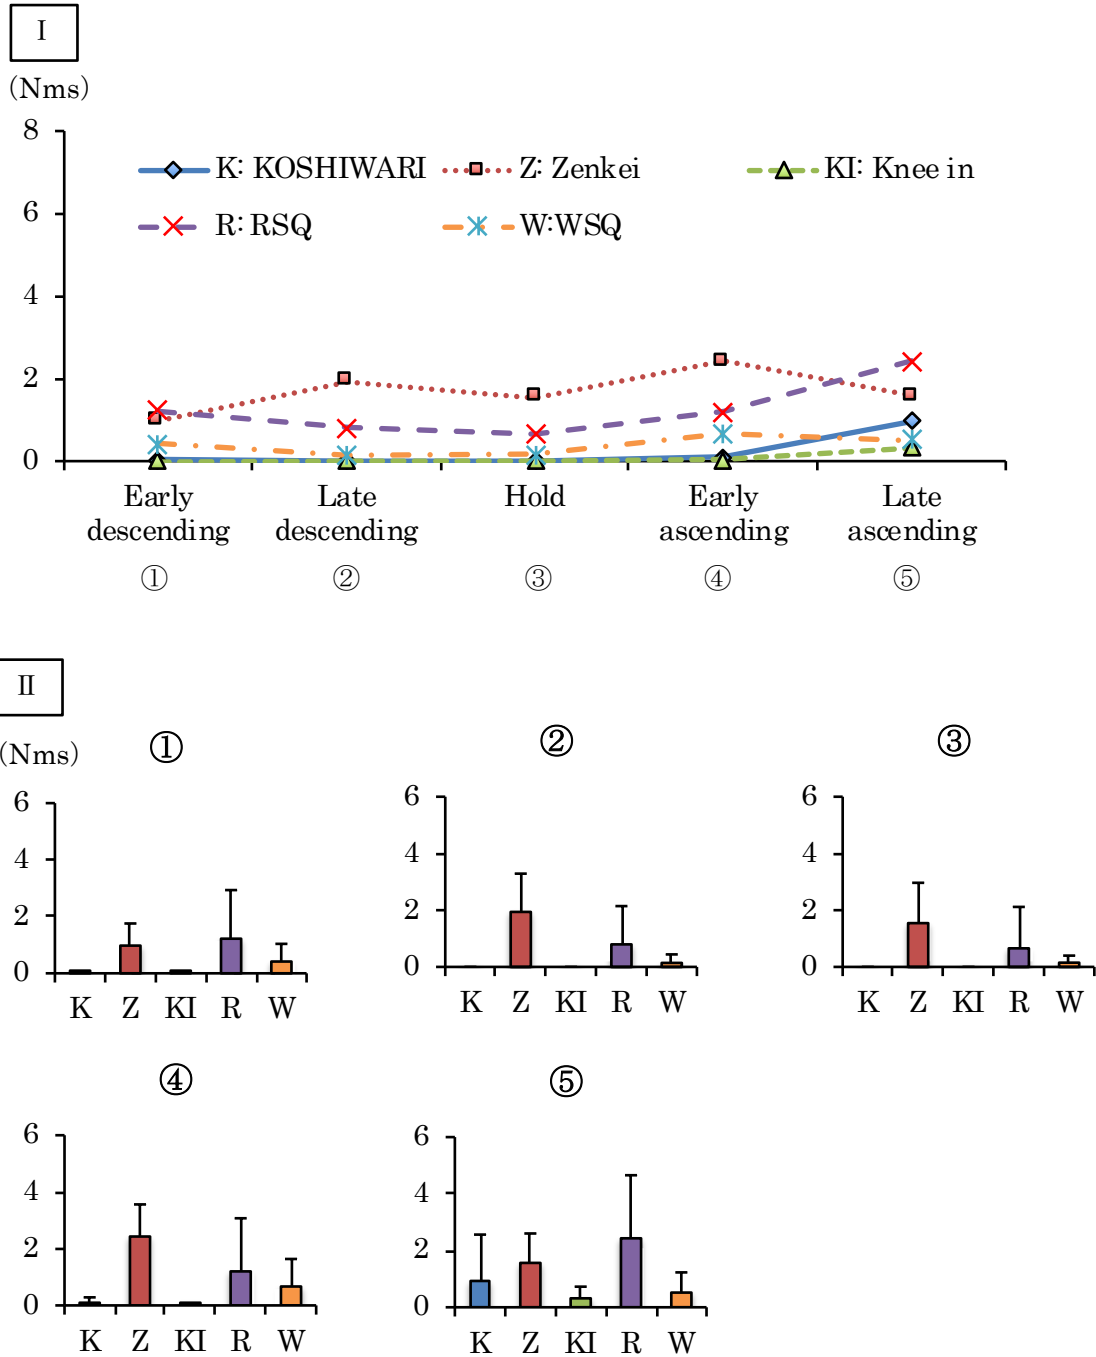 I
(Nms)
8
K: KOSHIWARI Z: Zenkei KI: Knee in
6
R: RSQ W:WSQ
4
2
0
Early Late Hold Early Late
descending descending ascending ascending
① ② ③ ④ ⑤
II
(Nms)
① ② ③
6 6 6
4 4 4
2 2 2
0 0 0
K Z KI R W K Z KI R W K Z KI R W
④ ⑤
6 6
4 4
2 2
0 0
K Z KI R W K Z KI R W